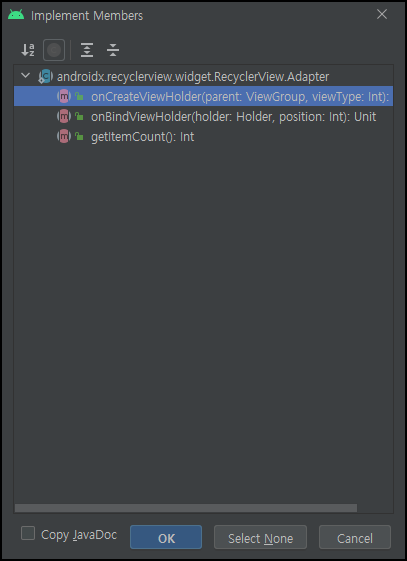 Implement Members
androidx.recyclerview.widget.RecyclerView.Adapter
onCreateViewHolder(parent: ViewGroup, viewType: Int):
onBindViewHolder(holder: Holder, position: Int): Unit
getItemCount(): Int
Copy JavaDoc
OK
Select None
Cancel